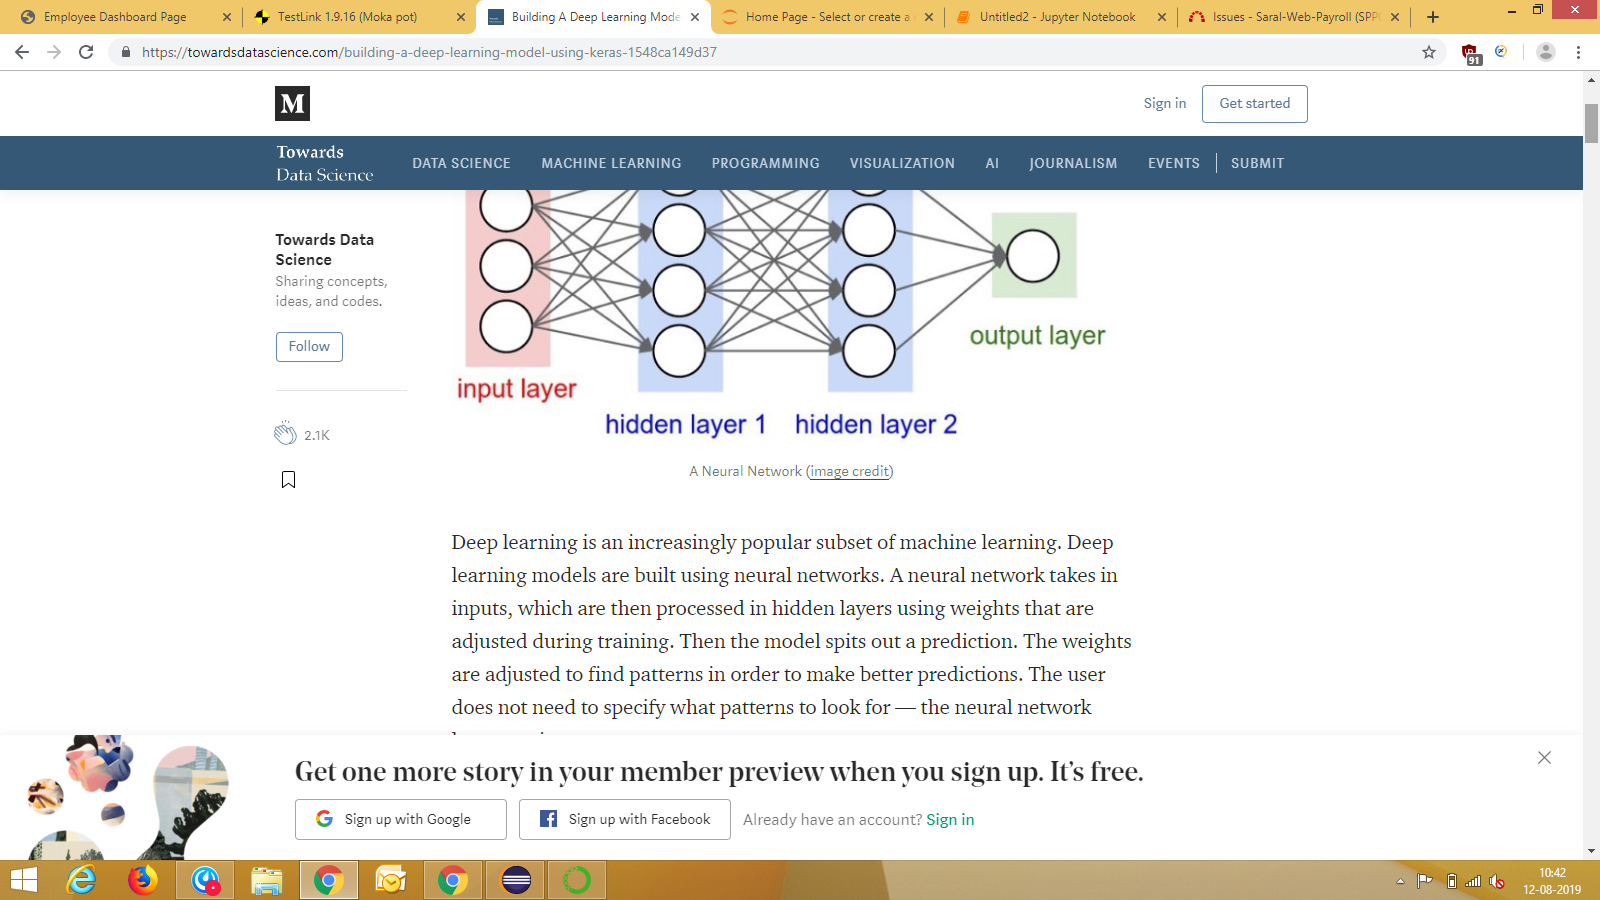 Employee Dashboard Page
TestLink 1.9.16 (Moka pot)
Building A Deep Learning Mode
Home Page - Select or create a
Untitled2 - Jupyter Notebook
Issues - Saral-Web-Payroll (SPP
https://towardsdatascience.com/building-a-deep-learning-model-using-keras-1548ca149d37
91
M
Sign in
Get started
Towards
Data Science
DATA SCIENCE
MACHINE LEARNING
PROGRAMMING
VISUALIZATION
AI
JOURNALISM
EVENTS
SUBMIT
Towards Data
Science
Sharing concepts,
ideas, and codes.
Follow
2.1K
input layer
hidden layer 1
hidden layer 2
output layer
A Neural Network (image credit)
Deep learning is an increasingly popular subset of machine learning. Deep
learning models are built using neural networks. A neural network takes in
inputs, which are then processed in hidden layers using weights that are
adjusted during training. Then the model spits out a prediction. The weights
are adjusted to find patterns in order to make better predictions. The user
does not need to specify what patterns to look for — the neural network
Get one more story in your member preview when you sign up. It's free.
Sign up with Google
Sign up with Facebook
Already have an account? Sign in
10:42
12-08-2019